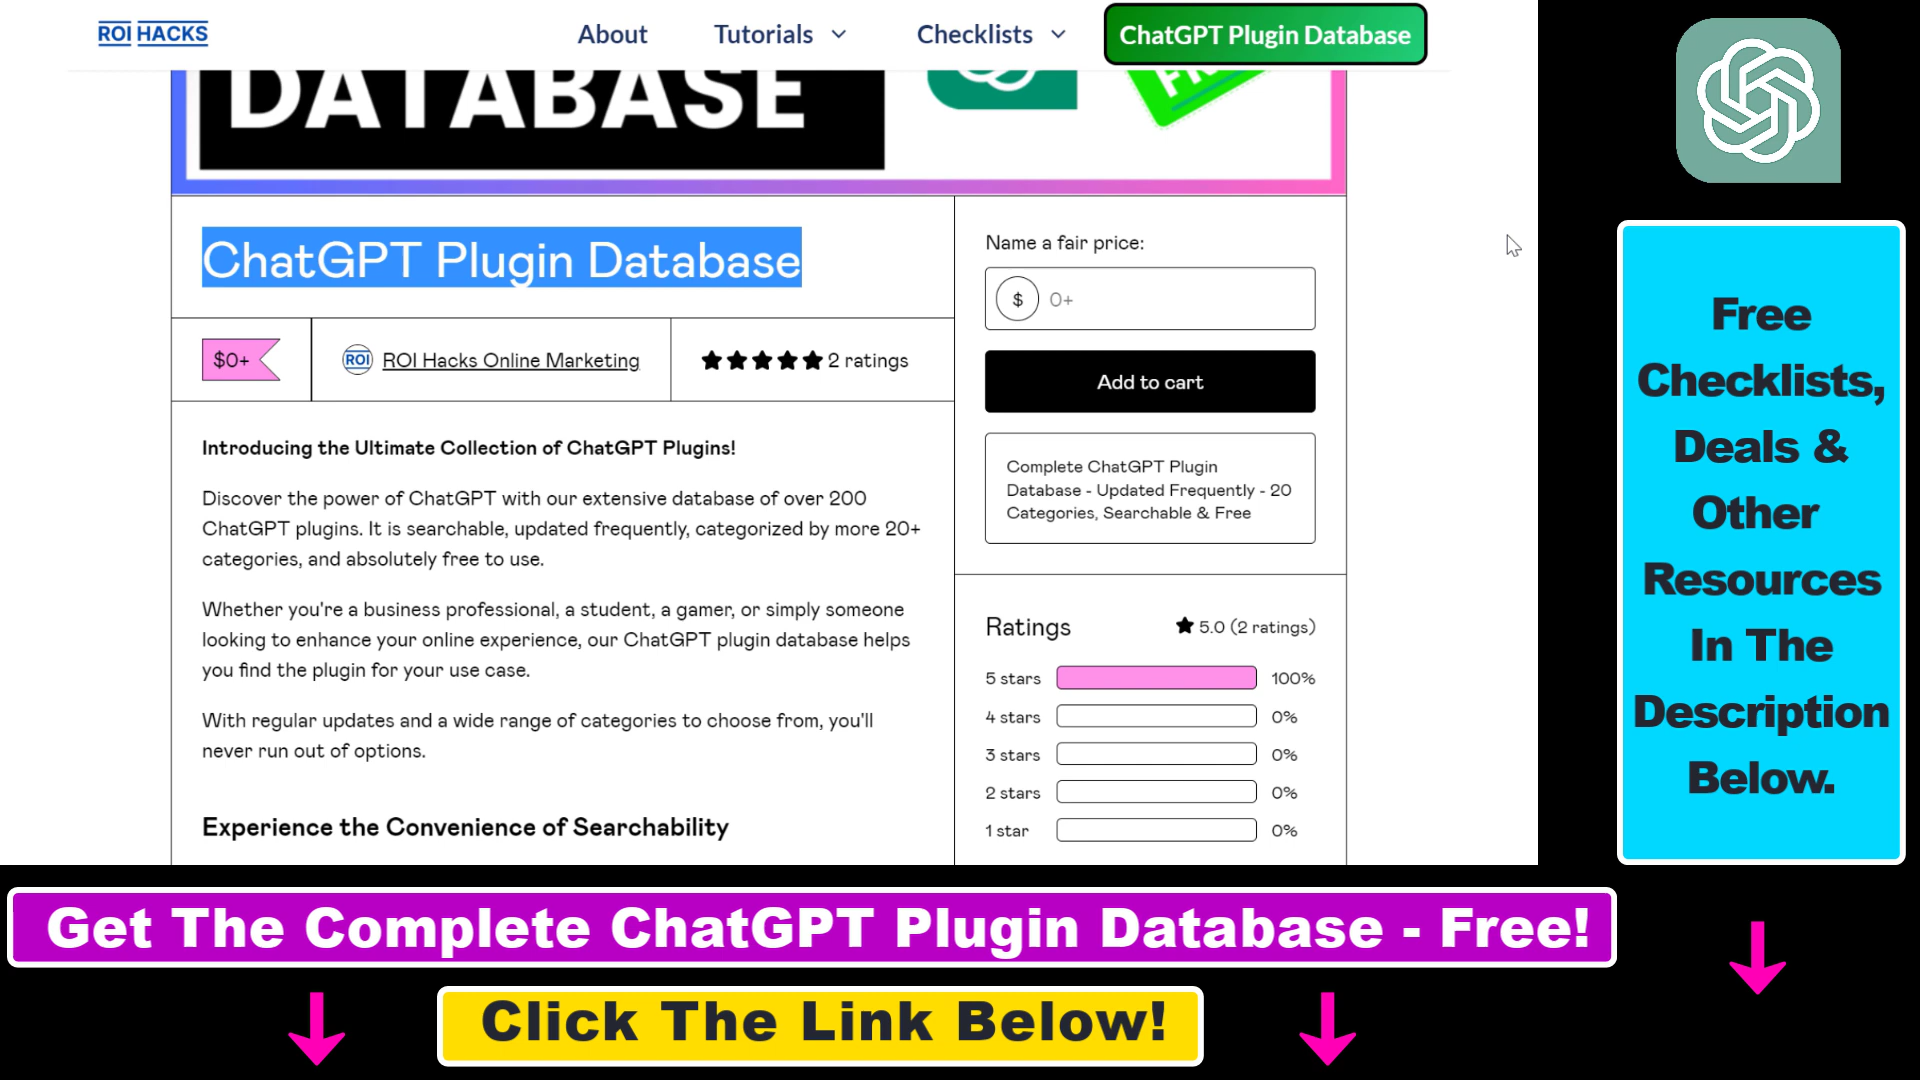 ROI HACKS
About
Tutorials
Checklists
ChatGPT Plugin Database
DATABASE
ChatGPT Plugin Database
$0+
ROI
ROI Hacks Online Marketing
2 ratings
Introducing the Ultimate Collection of ChatGPT Plugins!
Discover the power of ChatGPT with our extensive database of over 200
ChatGPT plugins. It is searchable, updated frequently, categorized by more 20+
categories, and absolutely free to use.
Whether you're a business professional, a student, a gamer, or simply someone
looking to enhance your online experience, our ChatGPT plugin database helps
you find the plugin for your use case.
With regular updates and a wide range of categories to choose from, you'll
never run out of options.
Experience the Convenience of Searchability
Name a fair price:
$ 0+
Add to cart
Complete ChatGPT Plugin
Database - Updated Frequently - 20
Categories, Searchable & Free
Ratings
5.0 (2 ratings)
5 stars 100%
4 stars 0%
3 stars 0%
2 stars 0%
1 star 0%
Free
Checklists,
Deals &
Other
Resources
In The
Description
Below.
Get The Complete ChatGPT Plugin Database - Free!
Click The Link Below!